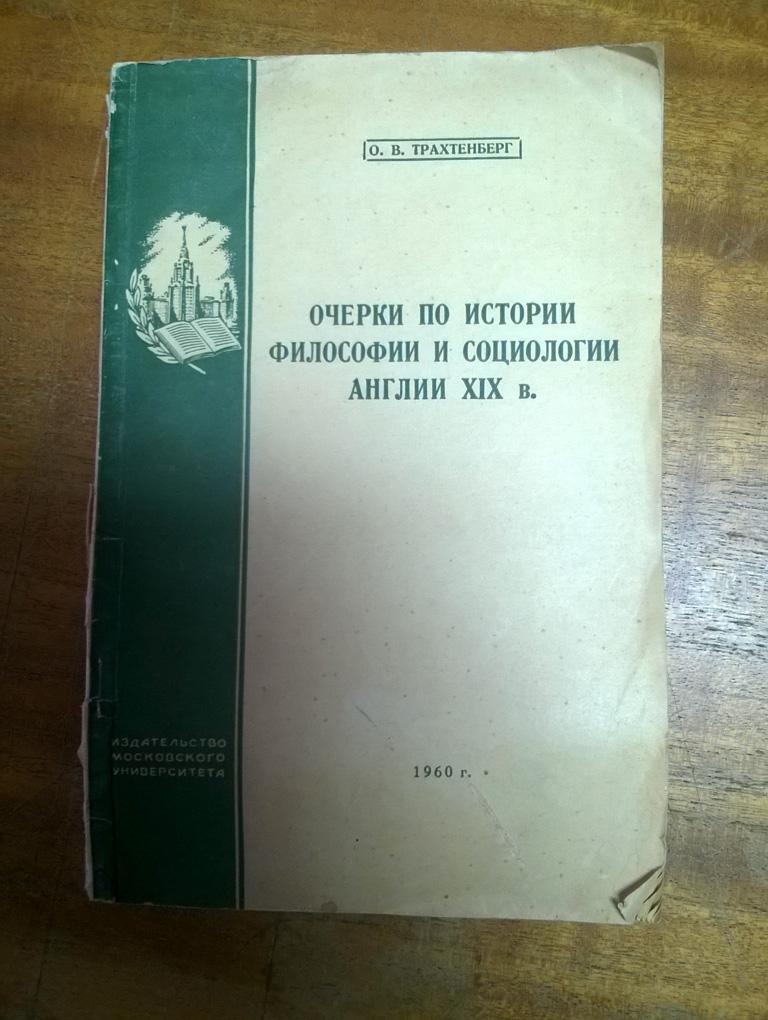 О. В. ТРАХТЕНБЕРГ
ОЧЕРКИ ПО ИСТОРИИ
ФИЛОСОФИИ И СОЦИОЛОГИИ
АНГЛИИ XIX в.
ИЗДАТЕЛЬСТВО
МОСКОВСКОГО
УНИВЕРСИТЕТА
1960 г.